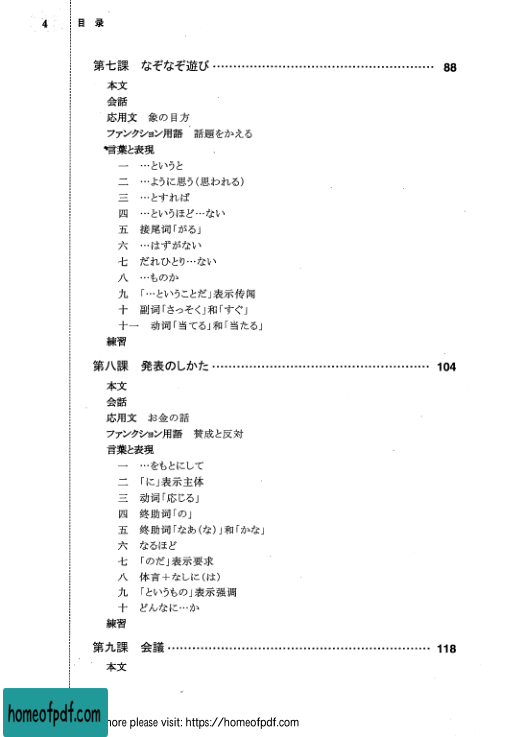 4 目 录
第七課 なぞなぞ遊び…………………………………………… 88
本文
会話
応用文 象の目方
ファンクション用語 話題をかえる
言葉と表現
一 …というと
二 …ように思う(思われる)
三 …とすれば
四 …というほど…ない
五 接尾词「がる」
六 …はずがない
七 だれひとり…ない
八 …ものか
九 「…ということだ」表示传闻
十 副词「さっそく」和「すぐ」
十一 动词「当てる」和「当たる」
練習
第八課 発表のしかた…………………………………………… 104
本文
会話
応用文 お金の話
ファンクション用語 賛成と反対
言葉と表現
一 …をもとにして
二 「に」表示主体
三 动词「応じる」
四 终助词「の」
五 终助词「なあ(な)」和「かな」
六 なるほど
七 「のだ」表示要求
八 体言+なしに(は)
九 「というもの」表示强调
十 どんなに…か
練習
第九課 会議…………………………………………………… 118
本文
homeofpdf.com
more please visit: https://homeofpdf.com